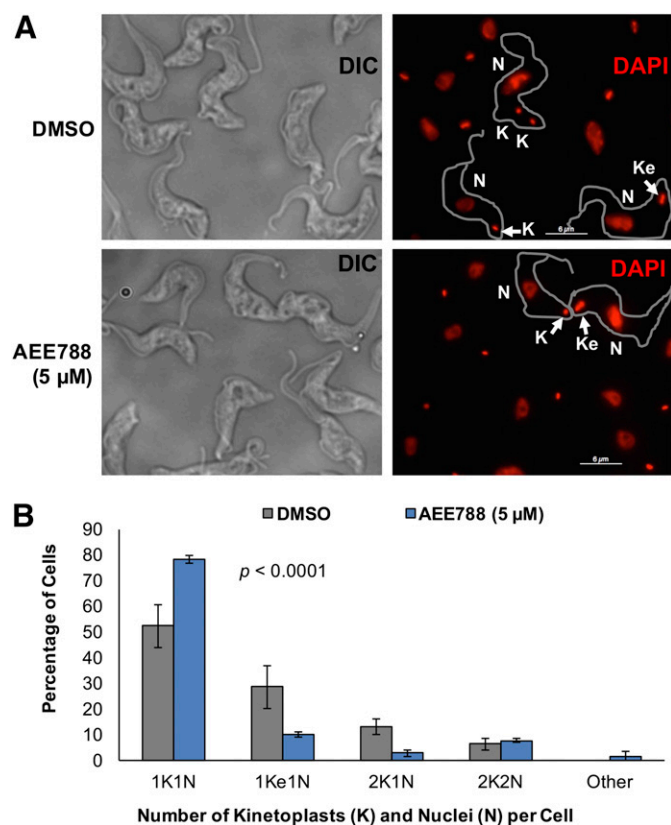 A
DIC
DAPI
DMSO
N
K
K
Ke
N
N
K
6 µm
DIC
DAPI
AEE788
(5 µM)
N
K
Ke
N
6 µm
B
DMSO
AEE788 (5 µM)
p < 0.0001
Percentage of Cells
90
80
70
60
50
40
30
20
10
0
1K1N
1Ke1N
2K1N
2K2N
Other
Number of Kinetoplasts (K) and Nuclei (N) per Cell